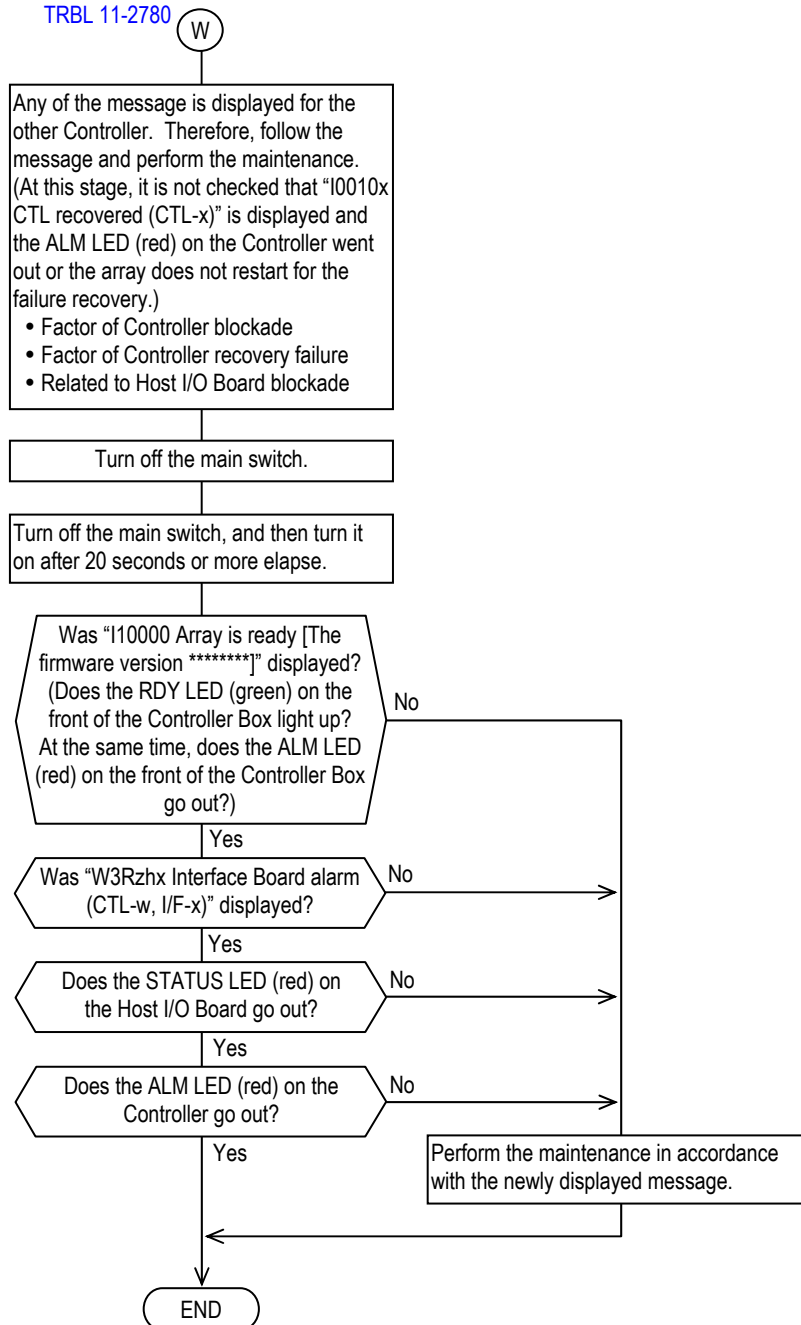 TRBL 11-2780
W
Any of the message is displayed for the
other Controller.  Therefore, follow the
message and perform the maintenance.
(At this stage, it is not checked that “I0010x
CTL recovered (CTL-x)” is displayed and
the ALM LED (red) on the Controller went
out or the array does not restart for the
failure recovery.)
• Factor of Controller blockade
• Factor of Controller recovery failure
• Related to Host I/O Board blockade
Turn off the main switch.
Turn off the main switch, and then turn it
on after 20 seconds or more elapse.
Was “I10000 Array is ready [The
firmware version ********]” displayed?
(Does the RDY LED (green) on the
front of the Controller Box light up?
At the same time, does the ALM LED
(red) on the front of the Controller Box
go out?)
No
Yes
Was “W3Rzhx Interface Board alarm
(CTL-w, I/F-x)” displayed?
No
Yes
Does the STATUS LED (red) on
the Host I/O Board go out?
No
Yes
Does the ALM LED (red) on the
Controller go out?
No
Yes
Perform the maintenance in accordance
with the newly displayed message.
END